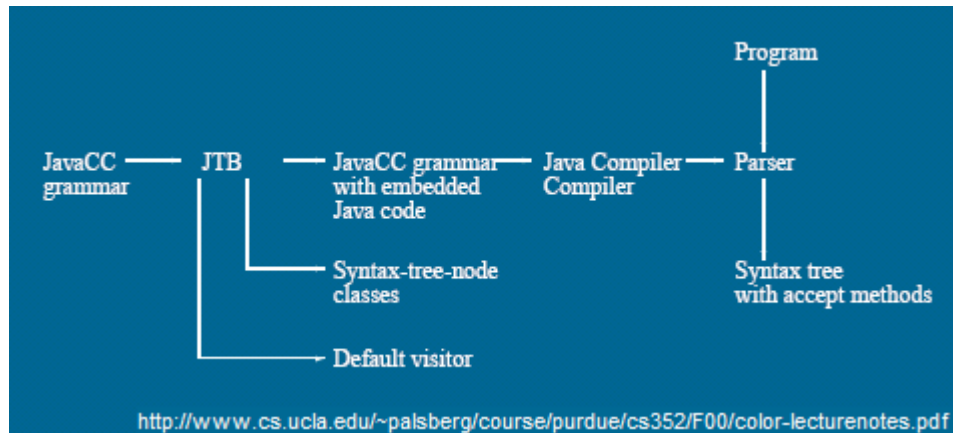 Program
JavaCC
grammar
JTB
JavaCC grammar
with embedded
Java code
Java Compiler
Compiler
Parser
Syntax-tree-node
classes
Syntax tree
with accept methods
Default visitor
http://www.cs.ucla.edu/~palsberg/course/purdue/cs352/F00/color-lecturenotes.pdf